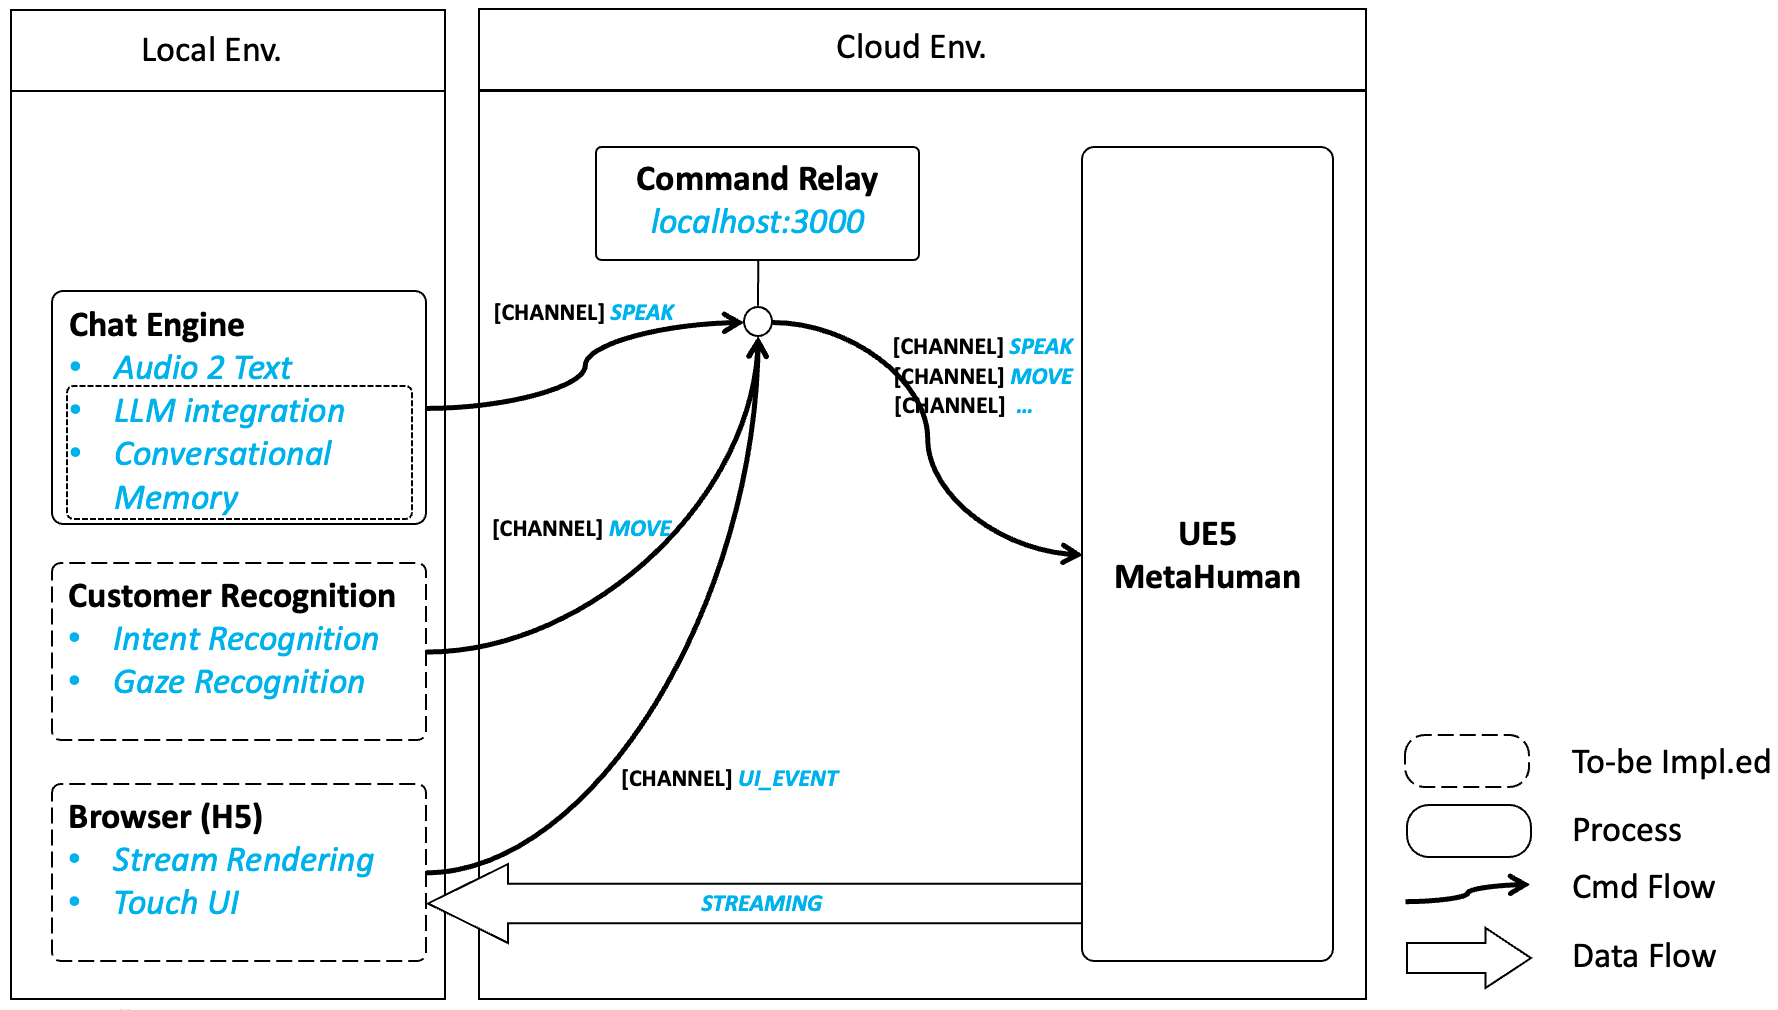 Local Env.
Cloud Env.
Command Relay
localhost:3000
Chat Engine
• Audio 2 Text
• LLM integration
• Conversational
Memory
[CHANNEL] SPEAK
[CHANNEL] SPEAK
[CHANNEL] MOVE
[CHANNEL] ...
[CHANNEL] MOVE
UE5
MetaHuman
Customer Recognition
• Intent Recognition
• Gaze Recognition
[CHANNEL] UI_EVENT
Browser (H5)
• Stream Rendering
• Touch UI
STREAMING
To-be Impl.ed
Process
Cmd Flow
Data Flow